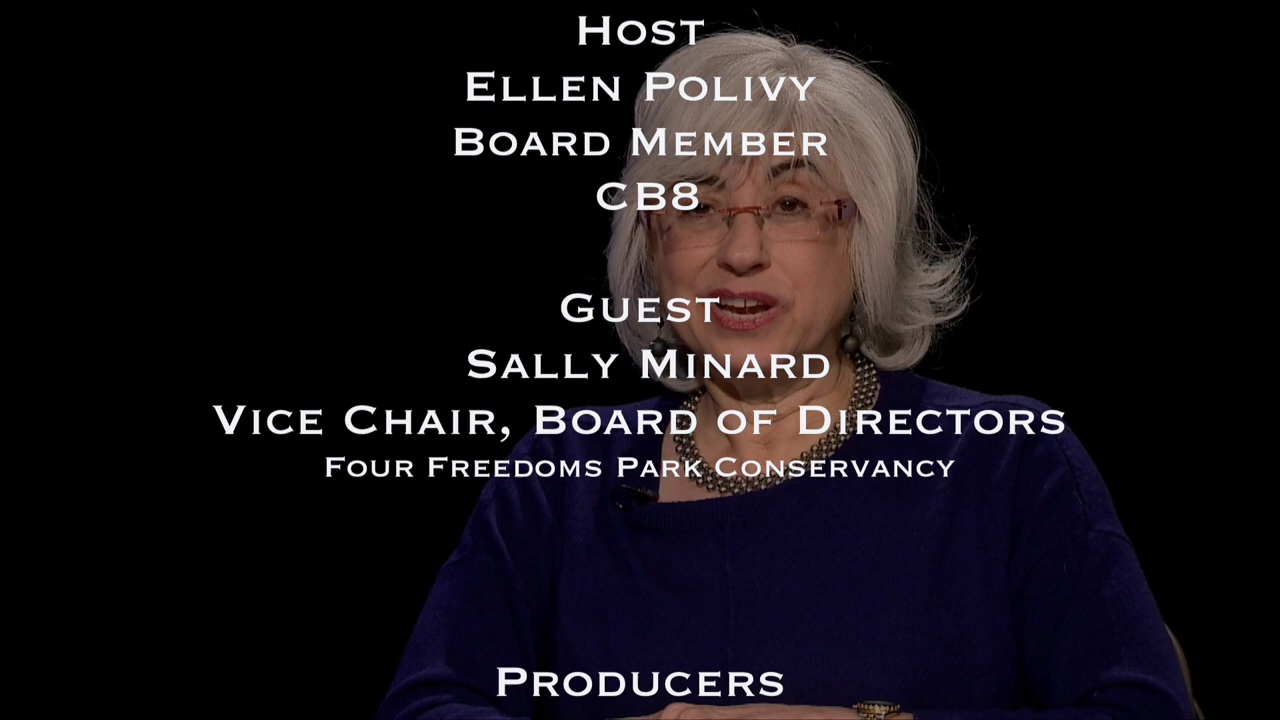 Host
Ellen Polivy
Board Member
CB8
Guest
Sally Minard
Vice Chair, Board of Directors
Four Freedoms Park Conservancy
Producers